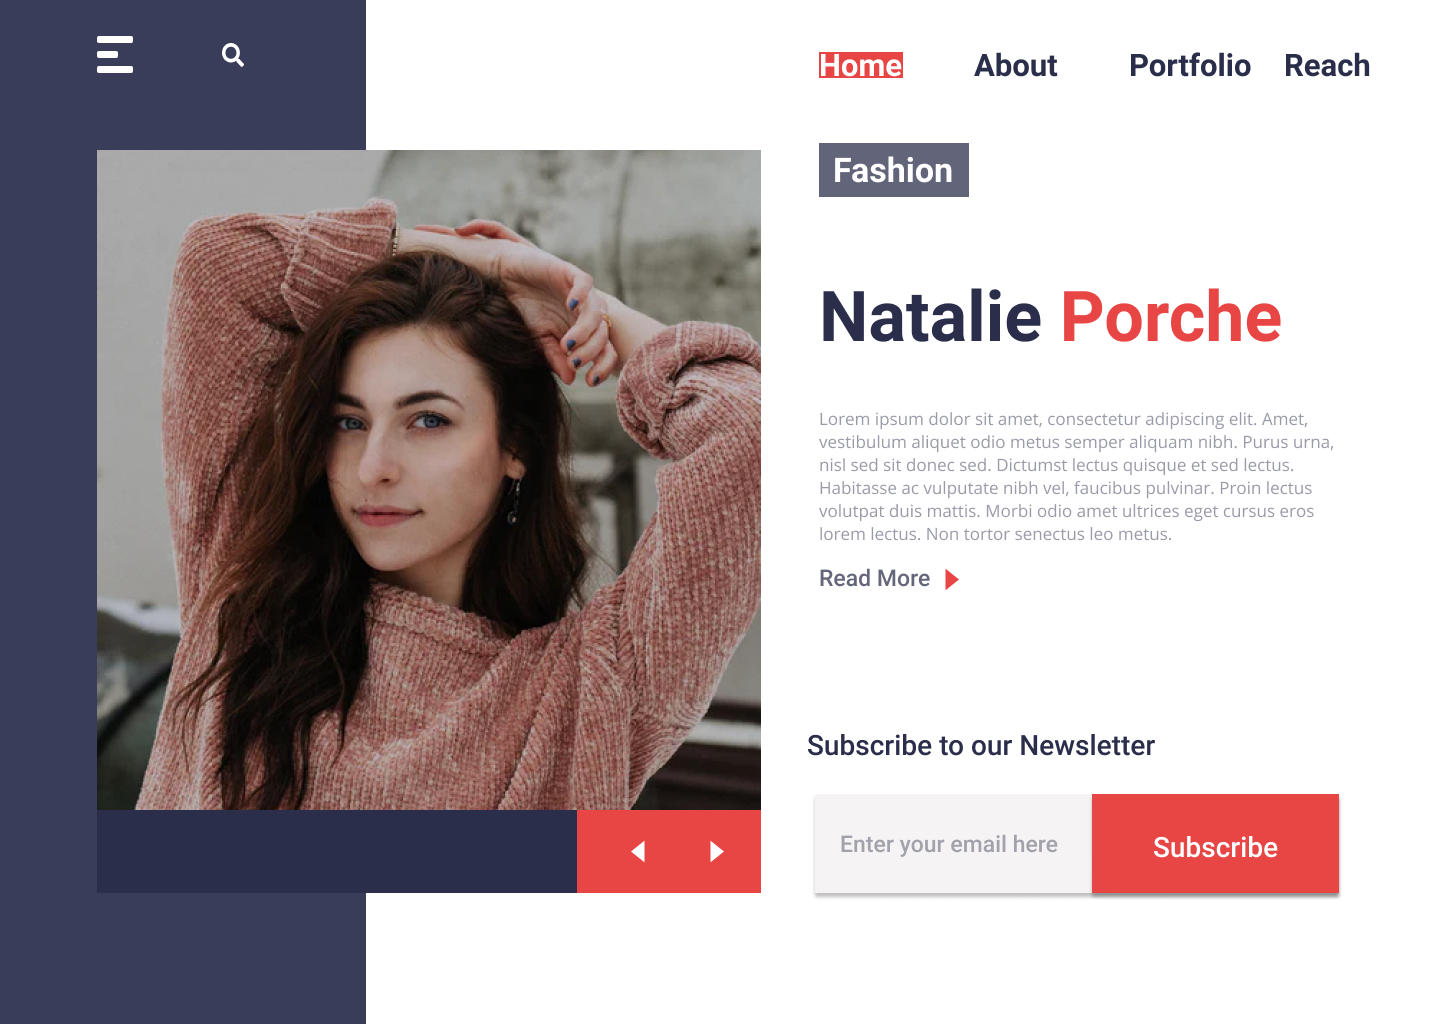 Home About Portfolio Reach
Fashion
Natalie Porche
Lorem ipsum dolor sit amet, consectetur adipiscing elit. Amet,
vestibulum aliquet odio metus semper aliquam nibh. Purus urna,
nisl sed sit donec sed. Dictumst lectus quisque et sed lectus.
Habitasse ac vulputate nibh vel, faucibus pulvinar. Proin lectus
volutpat duis mattis. Morbi odio amet ultrices eget cursus eros
lorem lectus. Non tortor senectus leo metus.
Read More
Subscribe to our Newsletter
Enter your email here
Subscribe